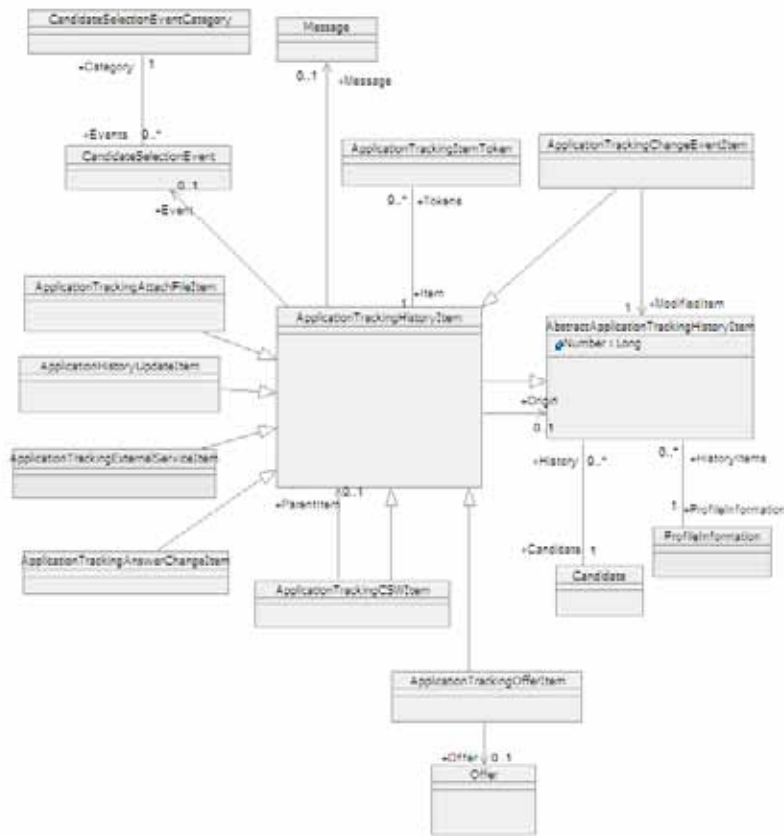 CandidateSelectionEventCategory
Message
+Category 1
0..1 +Message
+Events 0..*
CandidateSelectionEvent
ApplicationTrackingItemToken
ApplicationTrackingChangeEventItem
0..1
+Event
0..* +Tokens
ApplicationTrackingAttachFileItem
1 +Item
1 +ModifiedItem
ApplicationTrackingHistoryItem
AbstractApplicationTrackingHistoryItem
Number : Long
ApplicationHistoryUpdateItem
+Origin
0..1
ApplicationTrackingExternalServiceItem
+History 0..*
0..* +HistoryItems
0..1
+ParentItem
1 +ProfileInformation
ProfileInformation
ApplicationTrackingAnswerChangeItem
+Candidate 1
Candidate
ApplicationTrackingCSWItem
ApplicationTrackingOfferItem
+Offer 0..1
Offer